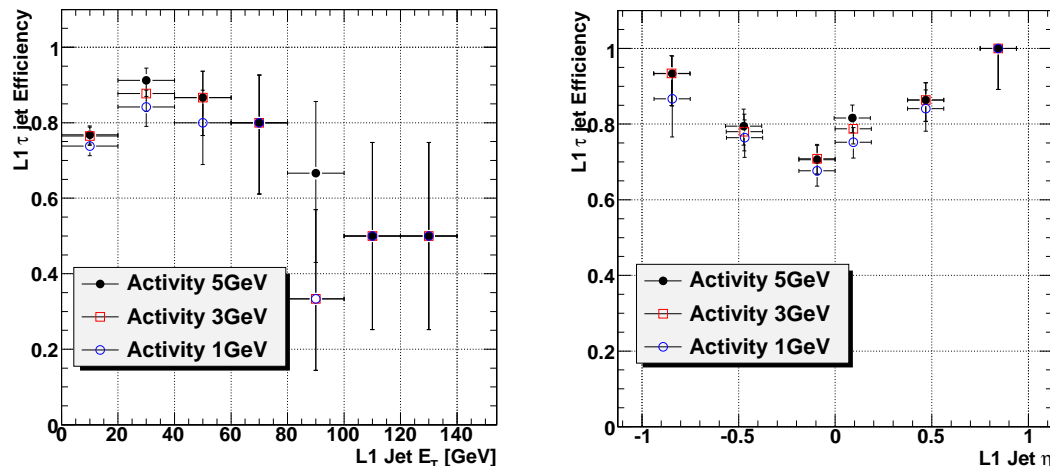 L1 τ jet Efficiency
1
0.8
0.6
0.4
0.2
0
Activity 5GeV
Activity 3GeV
Activity 1GeV
0 20 40 60 80 100 120 140
L1 Jet E_T [GeV]
L1 τ jet Efficiency
1
0.8
0.6
0.4
0.2
0
Activity 5GeV
Activity 3GeV
Activity 1GeV
-1 -0.5 0 0.5 1
L1 Jet η